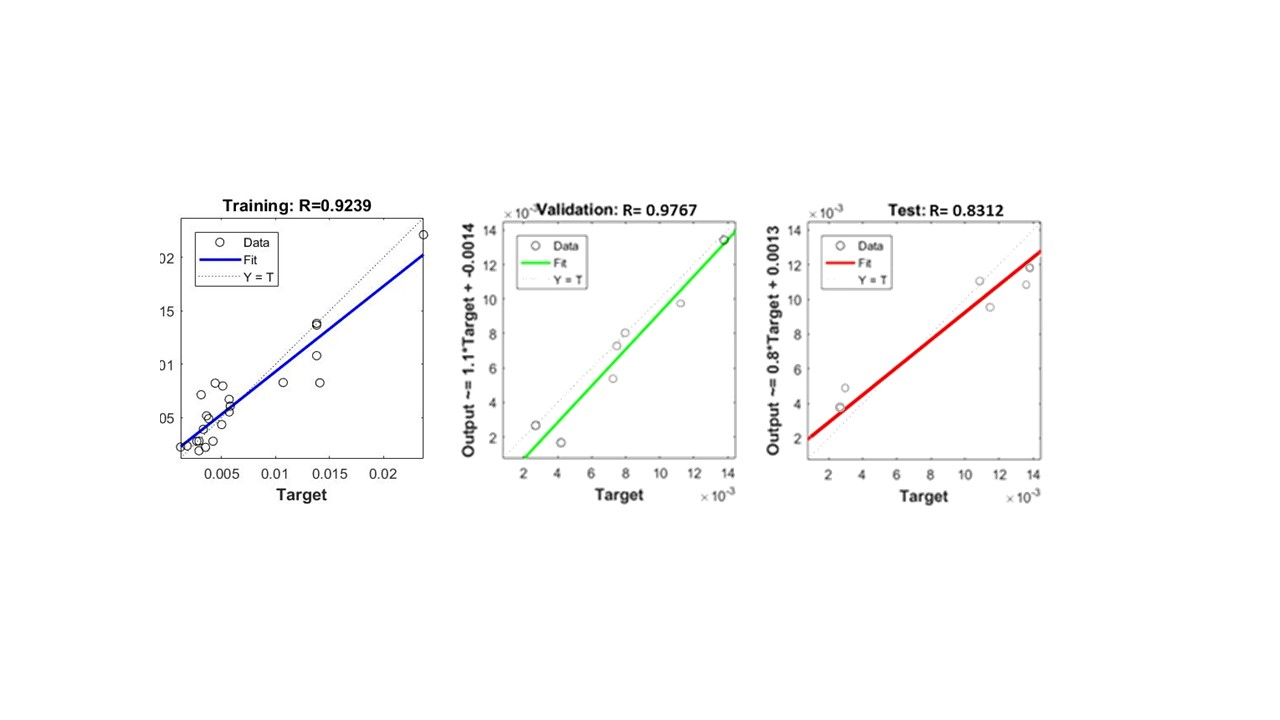 Training: R=0.9239
Data
Fit
Y = T
02
15
01
05
0.005 0.01 0.015 0.02
Target
×10⁻³
Validation: R= 0.9767
Output ~= 1.1*Target + -0.0014
Data
Fit
Y = T
14
12
10
8
6
4
2
2 4 6 8 10 12 14
Target
×10⁻³
×10⁻³
Test: R= 0.8312
Output ~= 0.8*Target + 0.0013
Data
Fit
Y = T
14
12
10
8
6
4
2
2 4 6 8 10 12 14
Target
×10⁻³